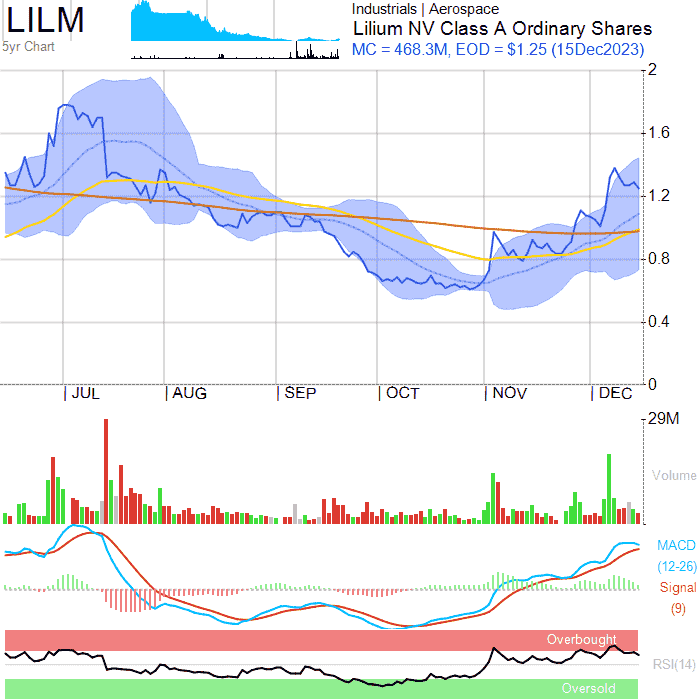 LILM
5yr Chart
Industrials | Aerospace
Lilium NV Class A Ordinary Shares
MC = 468.3M, EOD = $1.25 (15Dec2023)
2
1.6
1.2
0.8
0.4
0
JUL AUG SEP OCT NOV DEC
29M
Volume
MACD
(12-26)
Signal
(9)
Overbought
RSI(14)
Oversold